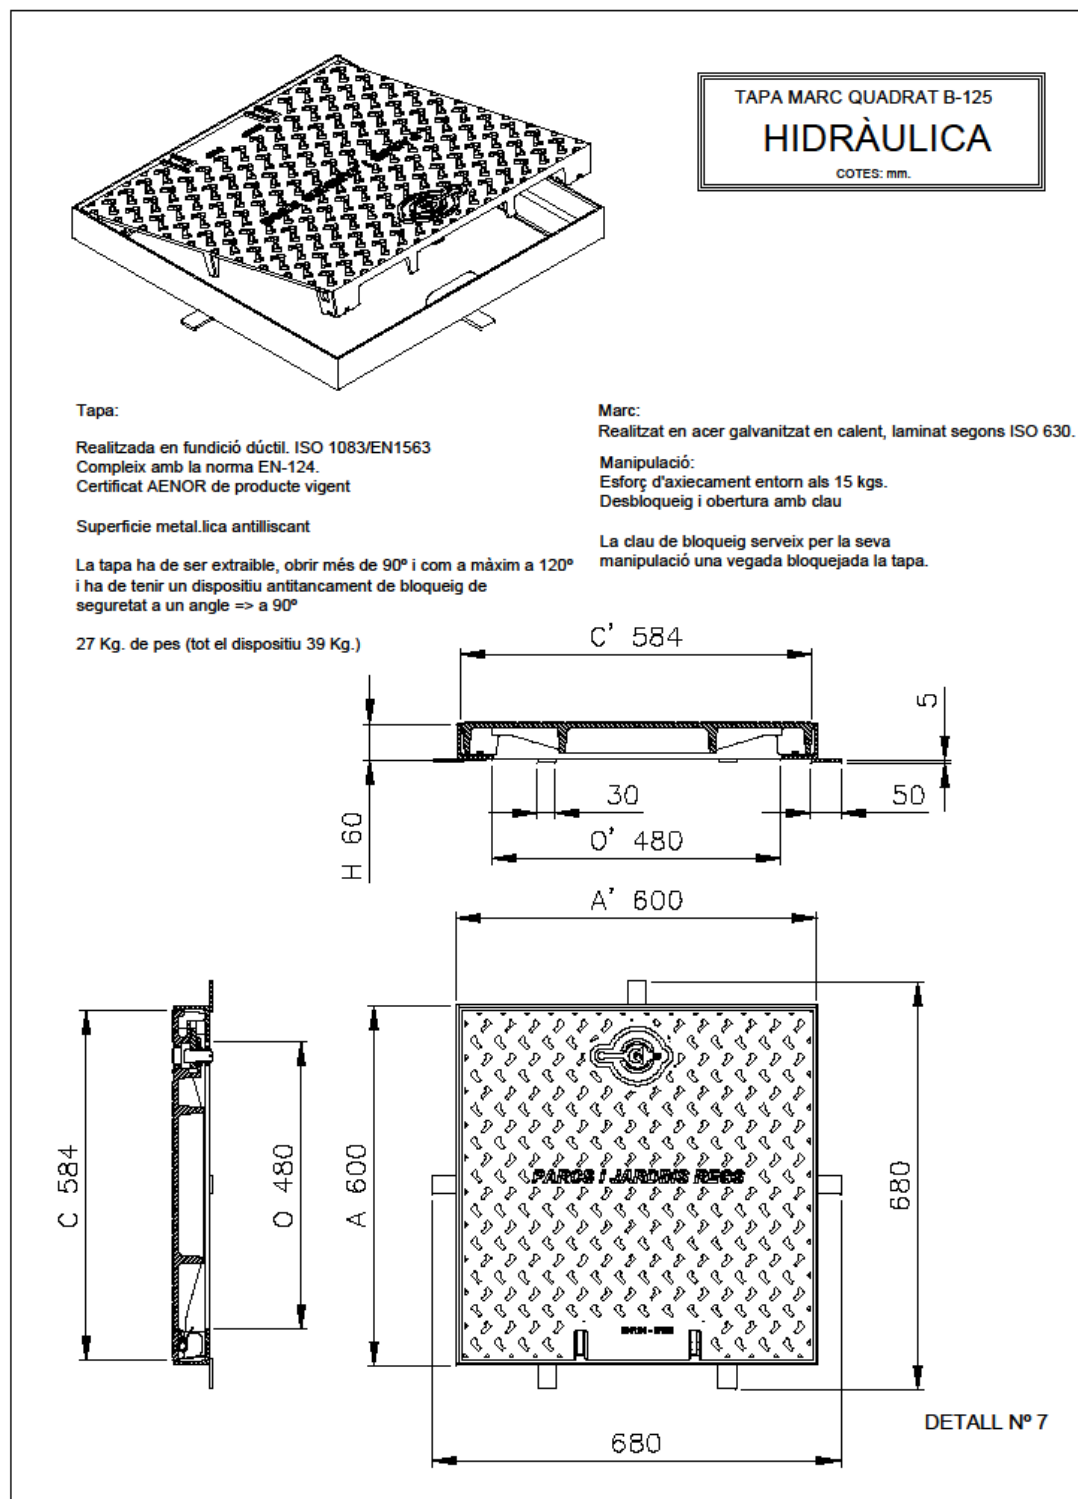 TAPA MARC QUADRAT B-125
HIDRÀULICA
COTES: mm.
Tapa:
Realitzada en fundició dúctil. ISO 1083/EN1563
Compleix amb la norma EN-124.
Certificat AENOR de producte vigent
Superficie metal.lica antilliscant
La tapa ha de ser extraible, obrir més de 90º i com a màxim a 120º
i ha de tenir un dispositiu antitancament de bloqueig de
seguretat a un angle => a 90º
27 Kg. de pes (tot el dispositiu 39 Kg.)
Marc:
Realitzat en acer galvanitzat en calent, laminat segons ISO 630.
Manipulació:
Esforç d'axiecament entorn als 15 kgs.
Desbloqueig i obertura amb clau
La clau de bloqueig serveix per la seva
manipulació una vegada bloquejada la tapa.
C' 584
5
H 60
30
50
O' 480
A' 600
C 584
O 480
A 600
PARCS I JARDINS RECS
680
680
DETALL Nº 7